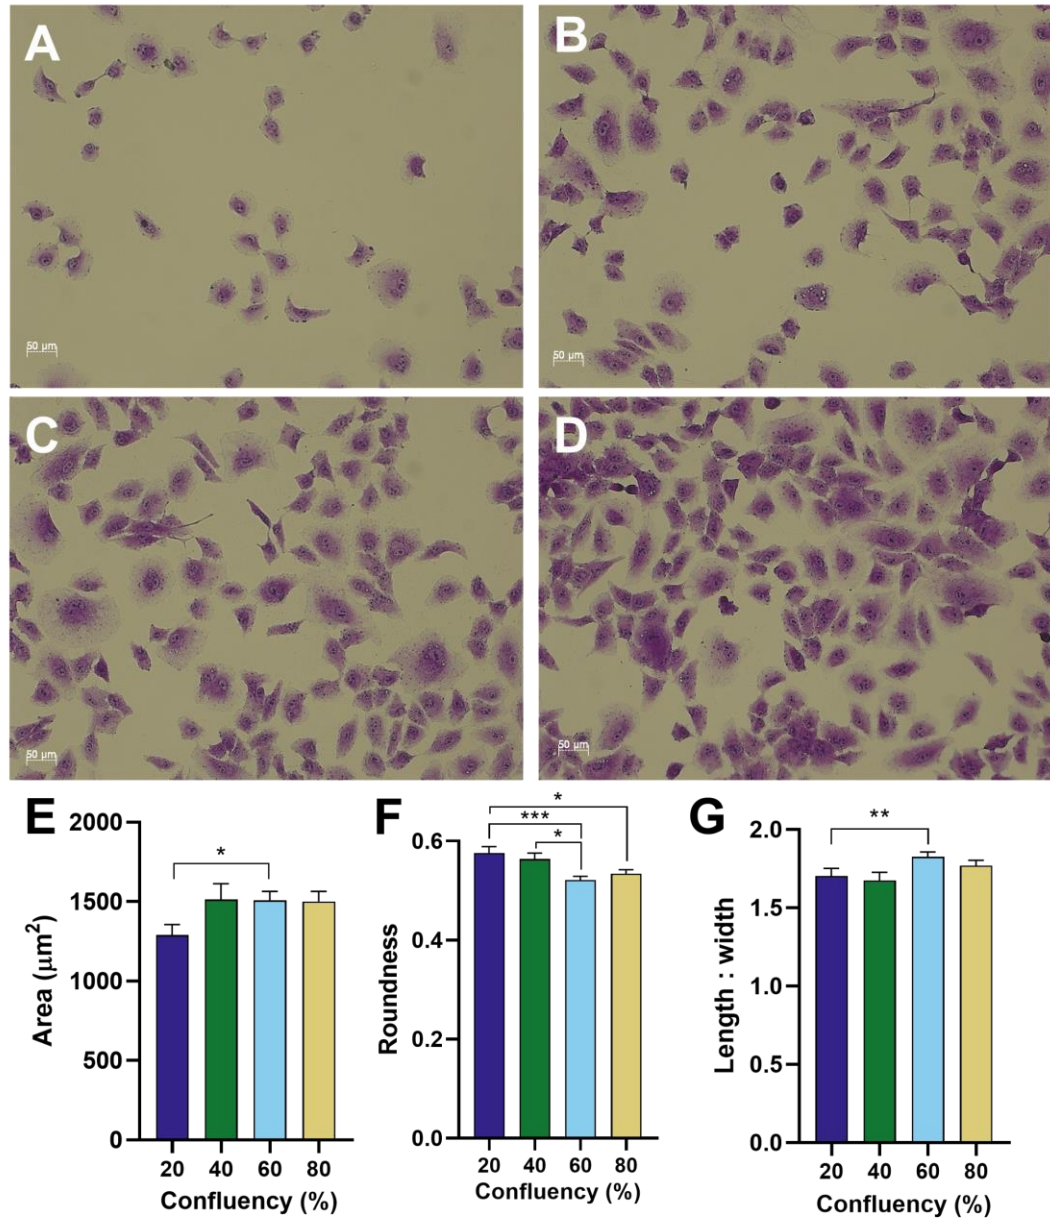 A
50 μm
B
50 μm
C
50 μm
D
50 μm
E
2000
1500
1000
500
0
Area (μm²)
*
20 40 60 80
Confluency (%)
F
0.6
0.4
0.2
0.0
Roundness
*
***
*
20 40 60 80
Confluency (%)
G
2.0
1.5
1.0
0.5
0.0
Length : width
**
20 40 60 80
Confluency (%)